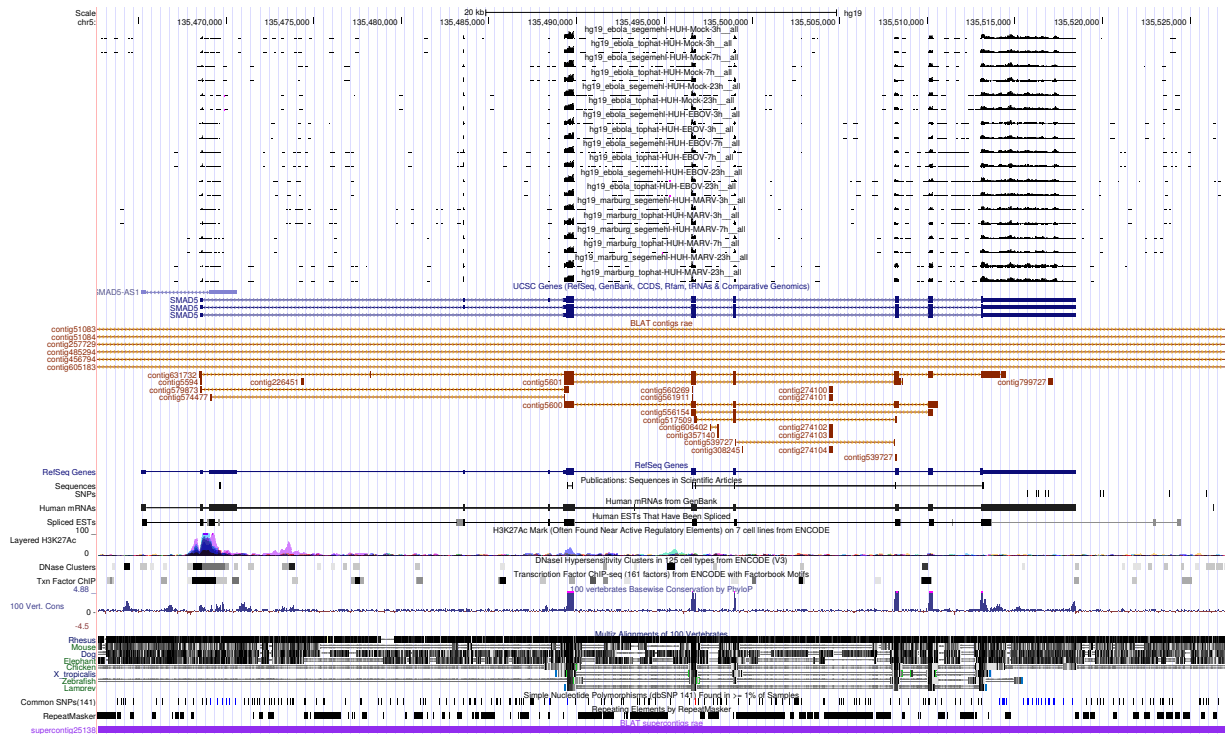 Scale 20 kb hg19
chr5: 135,470,000 135,475,000 135,480,000 135,485,000 135,490,000 135,495,000 135,500,000 135,505,000 135,510,000 135,515,000 135,520,000 135,525,000
hg19_ebola_segemehl-HUH-Mock-3h__all
hg19_ebola_tophat-HUH-Mock-3h__all
hg19_ebola_segemehl-HUH-Mock-7h__all
hg19_ebola_tophat-HUH-Mock-7h__all
hg19_ebola_segemehl-HUH-Mock-23h__all
hg19_ebola_tophat-HUH-Mock-23h__all
hg19_ebola_segemehl-HUH-EBOV-3h__all
hg19_ebola_tophat-HUH-EBOV-3h__all
hg19_ebola_segemehl-HUH-EBOV-7h__all
hg19_ebola_tophat-HUH-EBOV-7h__all
hg19_ebola_segemehl-HUH-EBOV-23h__all
hg19_ebola_tophat-HUH-EBOV-23h__all
hg19_marburg_segemehl-HUH-MARV-3h__all
hg19_marburg_tophat-HUH-MARV-3h__all
hg19_marburg_segemehl-HUH-MARV-7h__all
hg19_marburg_tophat-HUH-MARV-7h__all
hg19_marburg_segemehl-HUH-MARV-23h__all
hg19_marburg_tophat-HUH-MARV-23h__all
UCSC Genes (RefSeq, GenBank, CCDS, Rfam, tRNAs & Comparative Genomics)
SMAD5-AS1
SMAD5
SMAD5
SMAD5
BLAT contigs rae
contig51083
contig51084
contig257729
contig485294
contig456794
contig605183
contig631732
contig5594 contig226451 contig5601 contig799727
contig579873 contig560269 contig274100
contig574477 contig561911 contig274101
contig5600
contig556154
contig517509
contig606402 contig274102
contig357140 contig274103
contig539727
contig308245 contig274104
contig539727
RefSeq Genes
RefSeq Genes
Publications: Sequences in Scientific Articles
Sequences
SNPs
Human mRNAs from GenBank
Human mRNAs
Human ESTs That Have Been Spliced
Spliced ESTs
H3K27Ac Mark (Often Found Near Active Regulatory Elements) on 7 cell lines from ENCODE
100
Layered H3K27Ac
0
DNaseI Hypersensitivity Clusters in 125 cell types from ENCODE (V3)
DNase Clusters
Transcription Factor ChIP-seq (161 factors) from ENCODE with Factorbook Motifs
Txn Factor ChIP
100 vertebrates Basewise Conservation by PhyloP
4.88
100 Vert. Cons
0
-4.5
Multiz Alignments of 100 Vertebrates
Rhesus
Mouse
Dog
Elephant
Chicken
X_tropicalis
Zebrafish
Lamprey
Simple Nucleotide Polymorphisms (dbSNP 141) Found in >= 1% of Samples
Common SNPs(141)
Repeating Elements by RepeatMasker
RepeatMasker
BLAT supercontigs rae
supercontig25138